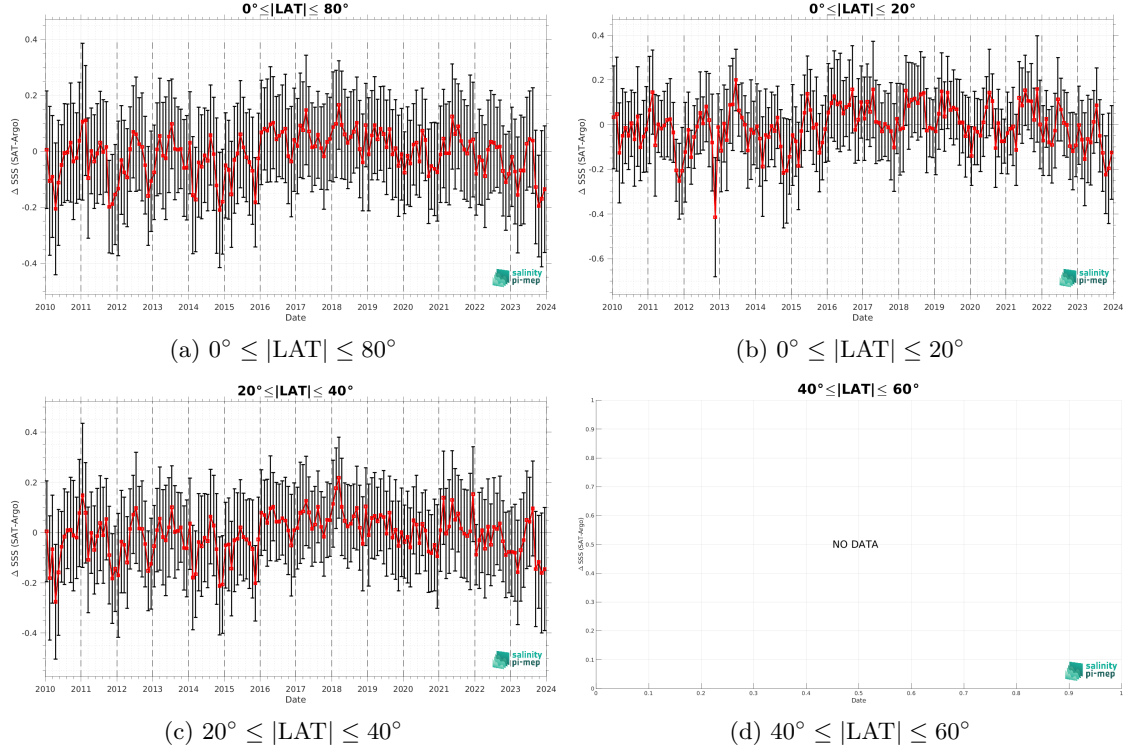 0°≤|LAT|≤ 80°
Δ SSS (SAT-Argo)
0.4
0.2
0
-0.2
-0.4
2010 2011 2012 2013 2014 2015 2016 2017 2018 2019 2020 2021 2022 2023 2024
Date
salinity
pi-mep
(a) 0° ≤ |LAT| ≤ 80°
0°≤|LAT|≤ 20°
Δ SSS (SAT-Argo)
0.4
0.2
0
-0.2
-0.4
-0.6
2010 2011 2012 2013 2014 2015 2016 2017 2018 2019 2020 2021 2022 2023 2024
Date
salinity
pi-mep
(b) 0° ≤ |LAT| ≤ 20°
20°≤|LAT|≤ 40°
Δ SSS (SAT-Argo)
0.4
0.2
0
-0.2
-0.4
2010 2011 2012 2013 2014 2015 2016 2017 2018 2019 2020 2021 2022 2023 2024
Date
salinity
pi-mep
(c) 20° ≤ |LAT| ≤ 40°
40°≤|LAT|≤ 60°
Δ SSS (SAT-Argo)
1
0.9
0.8
0.7
0.6
0.5
0.4
0.3
0.2
0.1
0
NO DATA
0 0.1 0.2 0.3 0.4 0.5 0.6 0.7 0.8 0.9 1
Date
salinity
pi-mep
(d) 40° ≤ |LAT| ≤ 60°